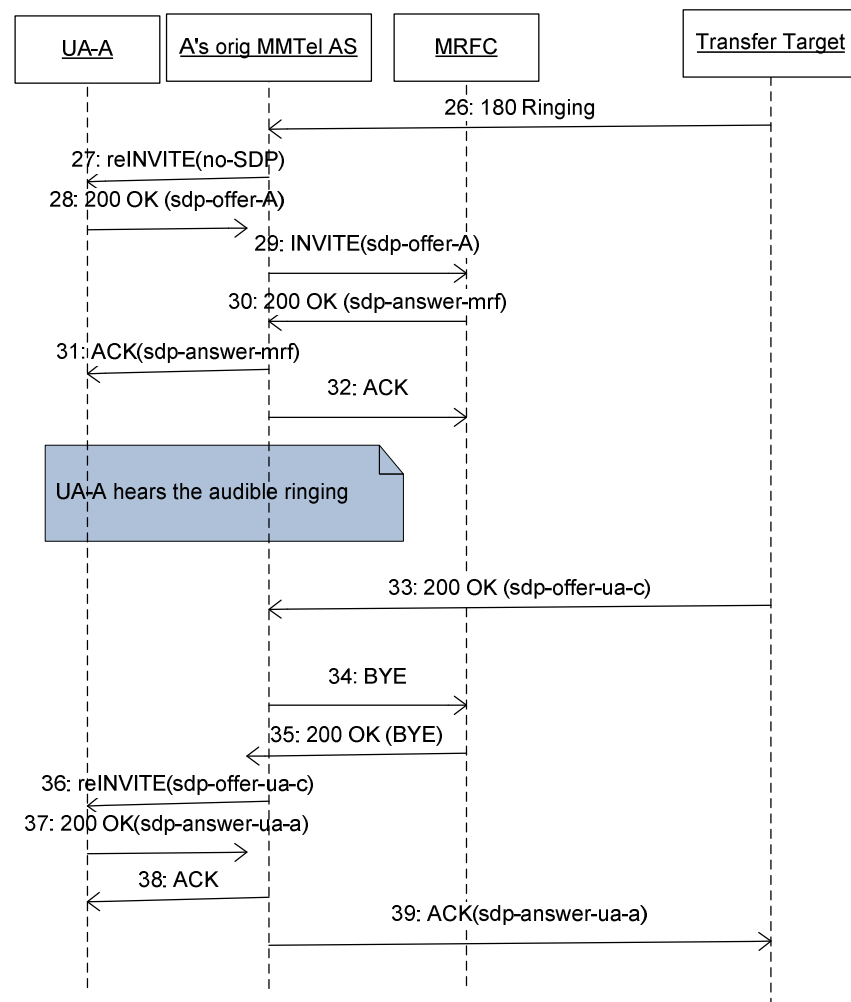 UA-A
A's orig MMTel AS
MRFC
Transfer Target
26: 180 Ringing
27: reINVITE(no-SDP)
28: 200 OK (sdp-offer-A)
29: INVITE(sdp-offer-A)
30: 200 OK (sdp-answer-mrf)
31: ACK(sdp-answer-mrf)
32: ACK
UA-A hears the audible ringing
33: 200 OK (sdp-offer-ua-c)
34: BYE
35: 200 OK (BYE)
36: reINVITE(sdp-offer-ua-c)
37: 200 OK(sdp-answer-ua-a)
38: ACK
39: ACK(sdp-answer-ua-a)